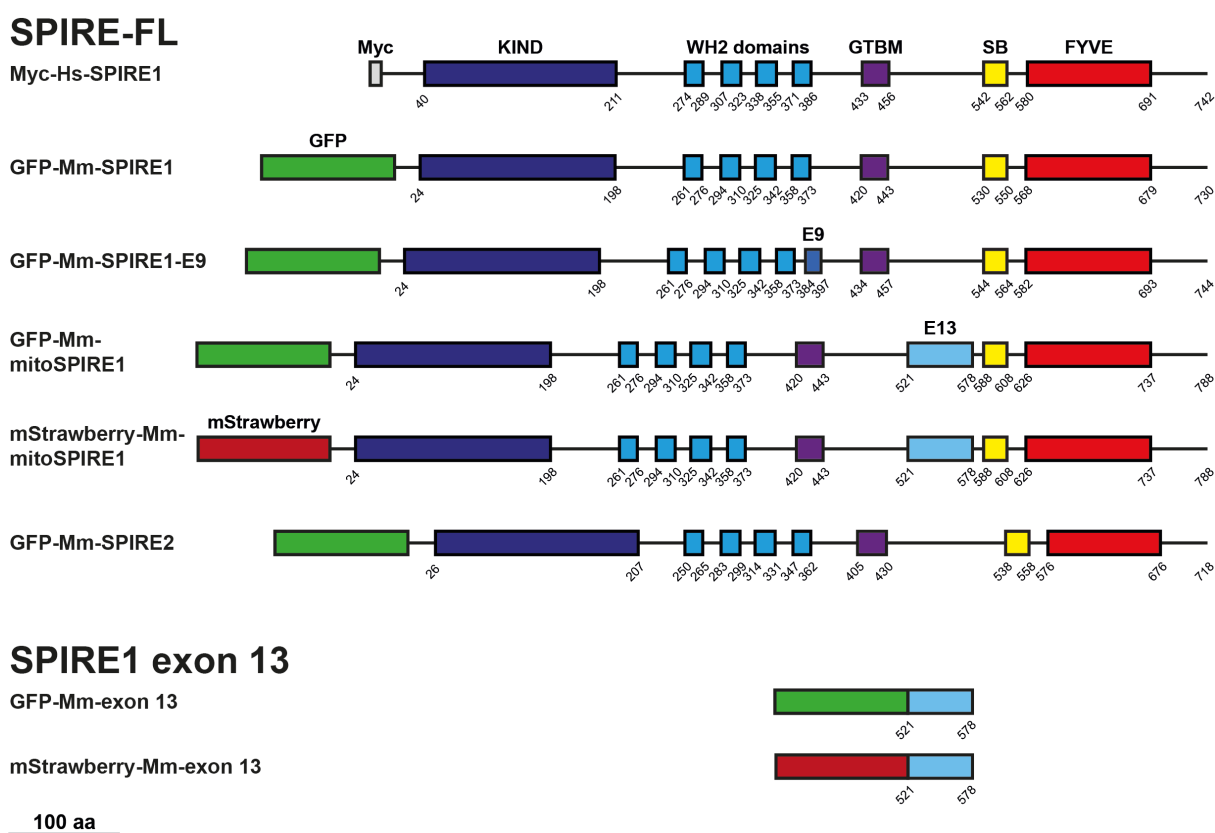 SPIRE-FL
Myc KIND WH2 domains GTBM SB FYVE
Myc-Hs-SPIRE1
40 211 274 289 307 323 338 355 371 386 433 456 542 562 580 691 742
GFP
GFP-Mm-SPIRE1
24 198 261 276 294 310 325 342 358 373 420 443 530 550 568 679 730
E9
GFP-Mm-SPIRE1-E9
24 198 261 276 294 310 325 342 358 373 384 397 434 457 544 564 582 693 744
E13
GFP-Mm-
mitoSPIRE1
24 198 261 276 294 310 325 342 358 373 420 443 521 578 588 608 626 737 788
mStrawberry
mStrawberry-Mm-
mitoSPIRE1
24 198 261 276 294 310 325 342 358 373 420 443 521 578 588 608 626 737 788
GFP-Mm-SPIRE2
26 207 250 265 283 299 314 331 347 362 405 430 538 558 576 676 718
SPIRE1 exon 13
GFP-Mm-exon 13
521 578
mStrawberry-Mm-exon 13
521 578
100 aa